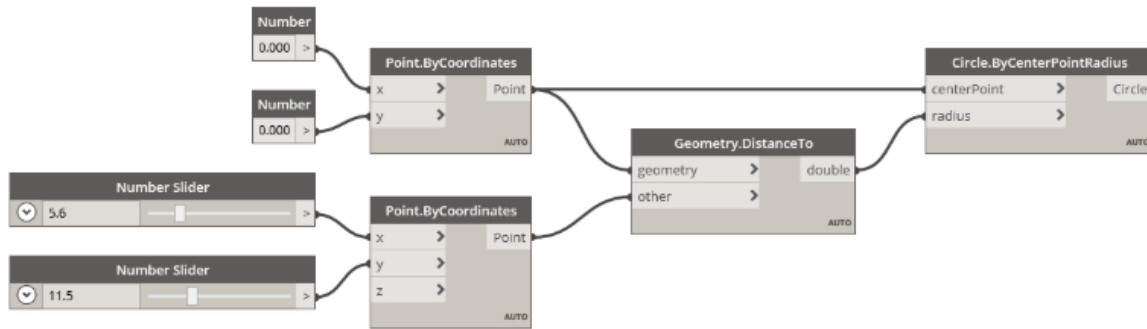 Number
0.000 >
Number
0.000 >
Point.ByCoordinates
x > Point
y >
AUTO
Circle.ByCenterPointRadius
centerPoint > Circle
radius >
AUTO
Geometry.DistanceTo
geometry > double
other >
AUTO
Number Slider
5.6 >
Number Slider
11.5 >
Point.ByCoordinates
x > Point
y >
z >
AUTO